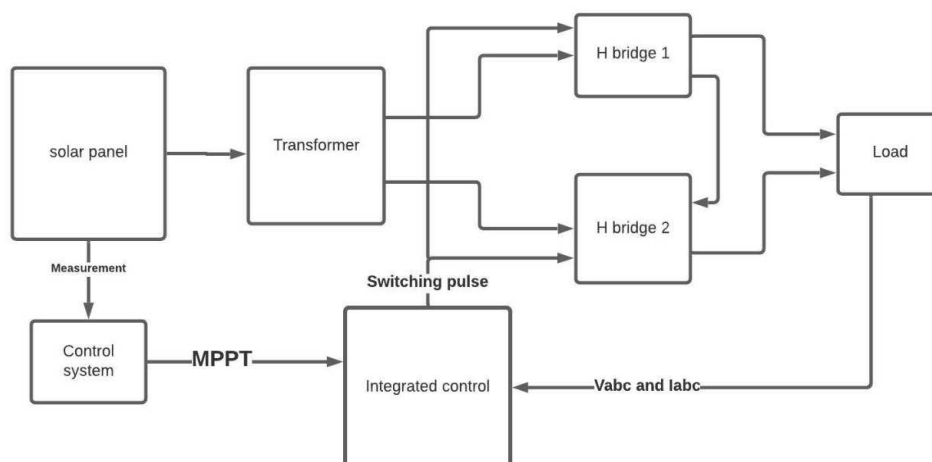 H bridge 1
solar panel
Transformer
Load
H bridge 2
Measurement
Switching pulse
Control
system
MPPT
Integrated control
Vabc and Iabc